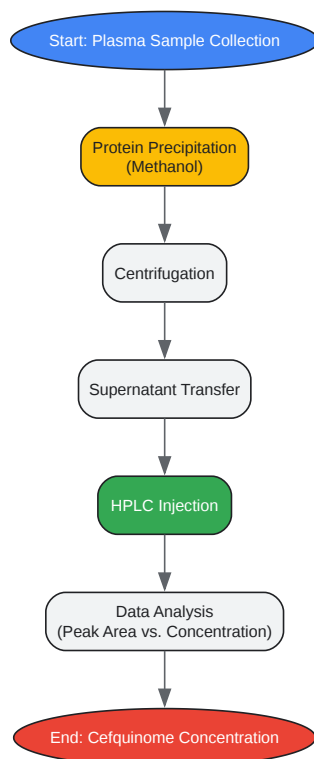 Start: Plasma Sample Collection
Protein Precipitation
(Methanol)
Centrifugation
Supernatant Transfer
HPLC Injection
Data Analysis
(Peak Area vs. Concentration)
End: Cefquinome Concentration